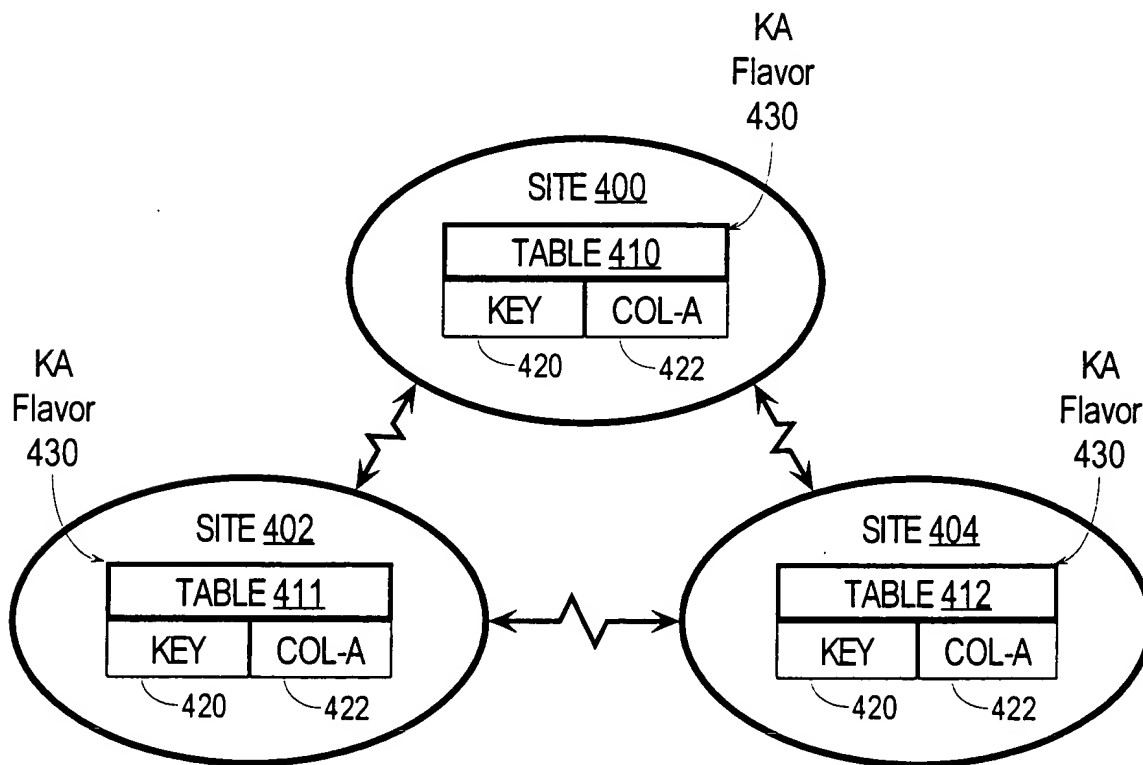 KA
Flavor
430
SITE 400
TABLE 410
KEY COL-A
420 422
KA
Flavor
430
SITE 402
TABLE 411
KEY COL-A
420 422
KA
Flavor
430
SITE 404
TABLE 412
KEY COL-A
420 422